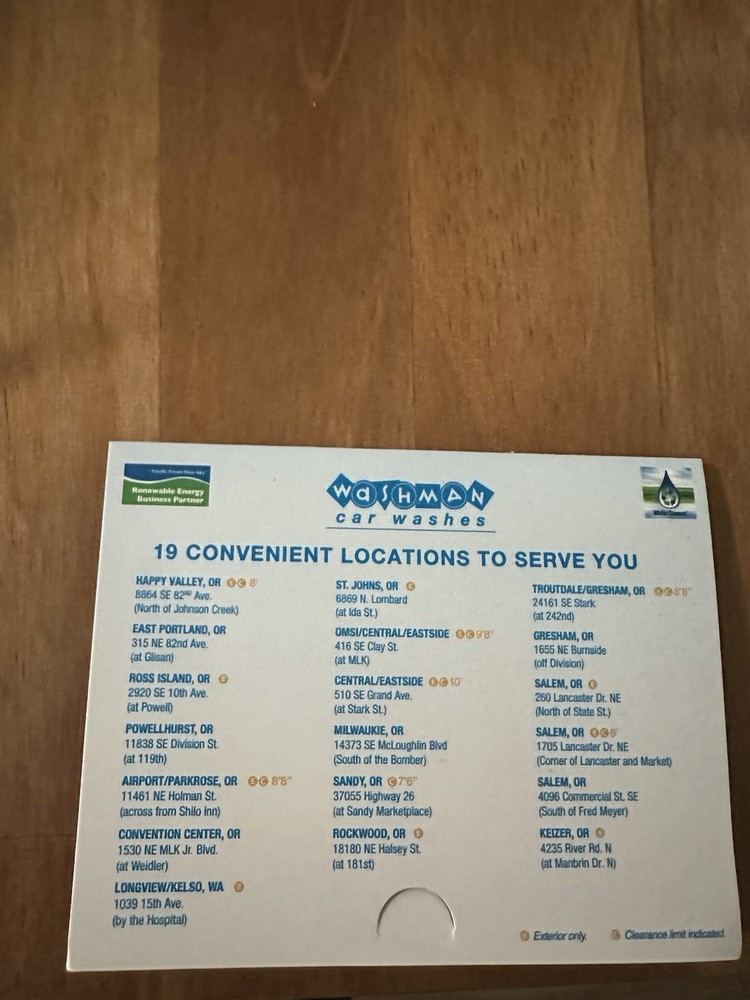 Renewable Energy
Business Partner
WASHMAN
car washes
19 CONVENIENT LOCATIONS TO SERVE YOU
HAPPY VALLEY, OR E C 8'
8864 SE 82ND Ave.
(North of Johnson Creek)
EAST PORTLAND, OR
315 NE 82nd Ave.
(at Glisan)
ROSS ISLAND, OR E
2920 SE 10th Ave.
(at Powell)
POWELLHURST, OR
11838 SE Division St.
(at 119th)
AIRPORT/PARKROSE, OR E C 8'8"
11461 NE Holman St.
(across from Shilo Inn)
CONVENTION CENTER, OR
1530 NE MLK Jr. Blvd.
(at Weidler)
LONGVIEW/KELSO, WA E
1039 15th Ave.
(by the Hospital)
ST. JOHNS, OR E
6869 N. Lombard
(at Ida St.)
OMSI/CENTRAL/EASTSIDE E C 9'8"
416 SE Clay St.
(at MLK)
CENTRAL/EASTSIDE E C 10'
510 SE Grand Ave.
(at Stark St.)
MILWAUKIE, OR
14373 SE McLoughlin Blvd
(South of the Bomber)
SANDY, OR C 7'6"
37055 Highway 26
(at Sandy Marketplace)
ROCKWOOD, OR E
18180 NE Halsey St.
(at 181st)
TROUTDALE/GRESHAM, OR E C 8'8"
24161 SE Stark
(at 242nd)
GRESHAM, OR
1655 NE Burnside
(off Division)
SALEM, OR E
260 Lancaster Dr. NE
(North of State St.)
SALEM, OR E C 8'
1705 Lancaster Dr. NE
(Corner of Lancaster and Market)
SALEM, OR
4096 Commercial St. SE
(South of Fred Meyer)
KEIZER, OR E
4235 River Rd. N
(at Manbrin Dr. N)
E Exterior only. C Clearance limit indicated.